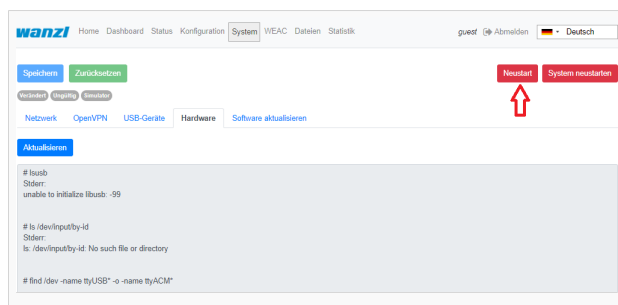 wanzl Home Dashboard Status Konfiguration System WEAC Dateien Statistik guest Abmelden Deutsch
Speichern Zurücksetzen Neustart System neustarten
Verändert Ungültig Simulator
Netzwerk OpenVPN USB-Geräte Hardware Software aktualisieren
Aktualisieren
# lsusb
Stderr:
unable to initialize libusb: -99
# ls /dev/input/by-id
Stderr:
ls: /dev/input/by-id: No such file or directory
# find /dev -name ttyUSB* -o -name ttyACM*